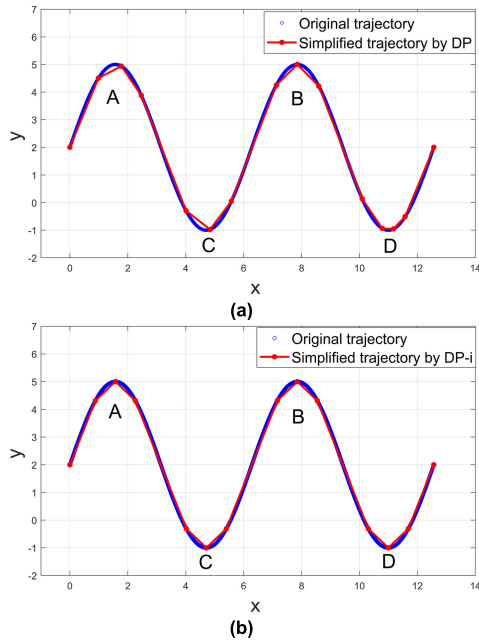 7
6
5
4
3
2
1
0
-1
-2
y
Original trajectory
Simplified trajectory by DP
A
B
C
D
0 2 4 6 8 10 12 14
x
(a)
7
6
5
4
3
2
1
0
-1
-2
y
Original trajectory
Simplified trajectory by DP-i
A
B
C
D
0 2 4 6 8 10 12 14
x
(b)